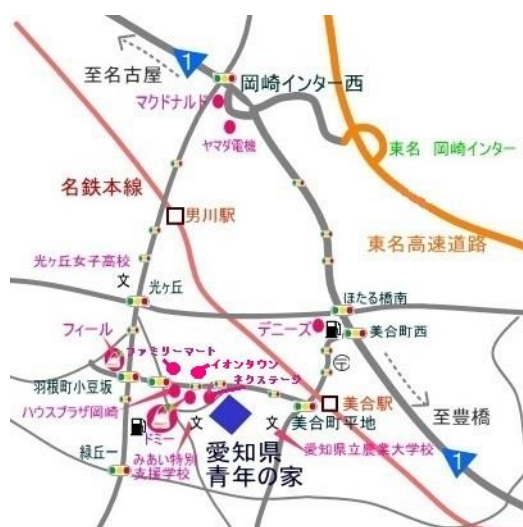 1
至名古屋
岡崎インター西
マクドナルド
ヤマダ電機
東名 岡崎インター
名鉄本線
男川駅
東名高速道路
光ヶ丘女子高校
文
光ヶ丘
ほたる橋南
デニーズ
美合町西
フィール
ファミリーマート
イオンタウン
ネクステージ
羽根町小豆坂
ハウスプラザ岡崎
ドミー
文
文
美合駅
美合町平地
至豊橋
みあい特別
支援学校
愛知県
青年の家
愛知県立農業大学校
緑丘一
1